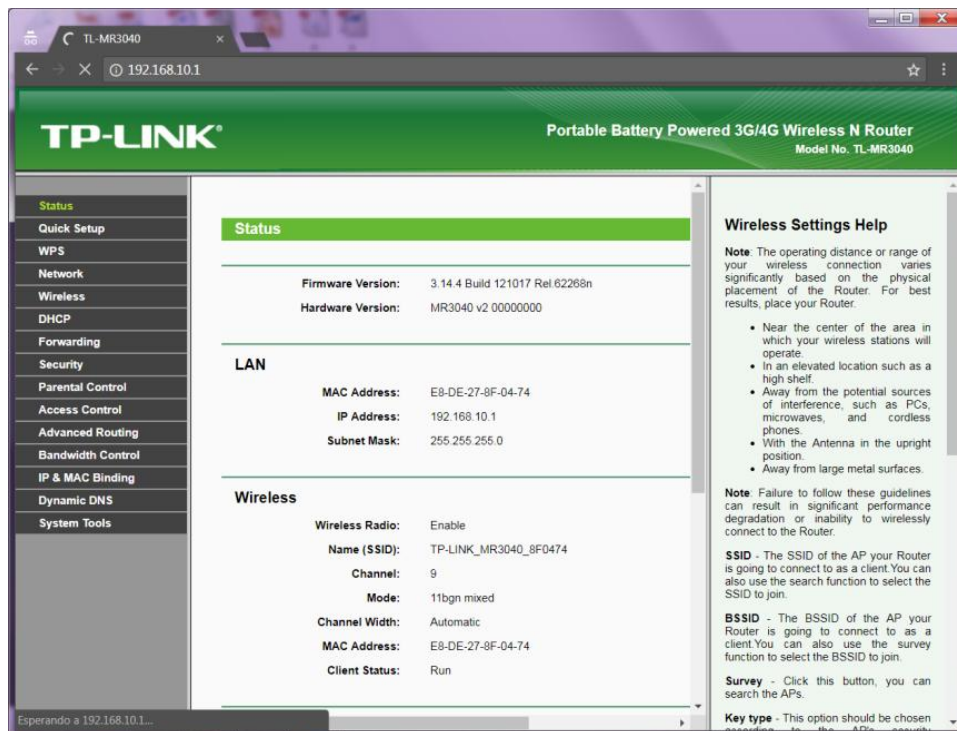 TL-MR3040
192.168.10.1
TP-LINK®
Portable Battery Powered 3G/4G Wireless N Router
Model No. TL-MR3040
Status
Quick Setup
WPS
Network
Wireless
DHCP
Forwarding
Security
Parental Control
Access Control
Advanced Routing
Bandwidth Control
IP & MAC Binding
Dynamic DNS
System Tools
Status
Firmware Version: 3.14.4 Build 121017 Rel.62268n
Hardware Version: MR3040 v2 00000000
LAN
MAC Address: E8-DE-27-8F-04-74
IP Address: 192.168.10.1
Subnet Mask: 255.255.255.0
Wireless
Wireless Radio: Enable
Name (SSID): TP-LINK_MR3040_8F0474
Channel: 9
Mode: 11bgn mixed
Channel Width: Automatic
MAC Address: E8-DE-27-8F-04-74
Client Status: Run
Wireless Settings Help
Note: The operating distance or range of
your wireless connection varies
significantly based on the physical
placement of the Router. For best
results, place your Router.
• Near the center of the area in
which your wireless stations will
operate.
• In an elevated location such as a
high shelf.
• Away from the potential sources
of interference, such as PCs,
microwaves, and cordless
phones.
• With the Antenna in the upright
position.
• Away from large metal surfaces.
Note: Failure to follow these guidelines
can result in significant performance
degradation or inability to wirelessly
connect to the Router.
SSID - The SSID of the AP your Router
is going to connect to as a client.You can
also use the search function to select the
SSID to join.
BSSID - The BSSID of the AP your
Router is going to connect to as a
client.You can also use the survey
function to select the BSSID to join.
Survey - Click this button, you can
search the APs.
Key type - This option should be chosen
according to the AP's security
Esperando a 192.168.10.1...